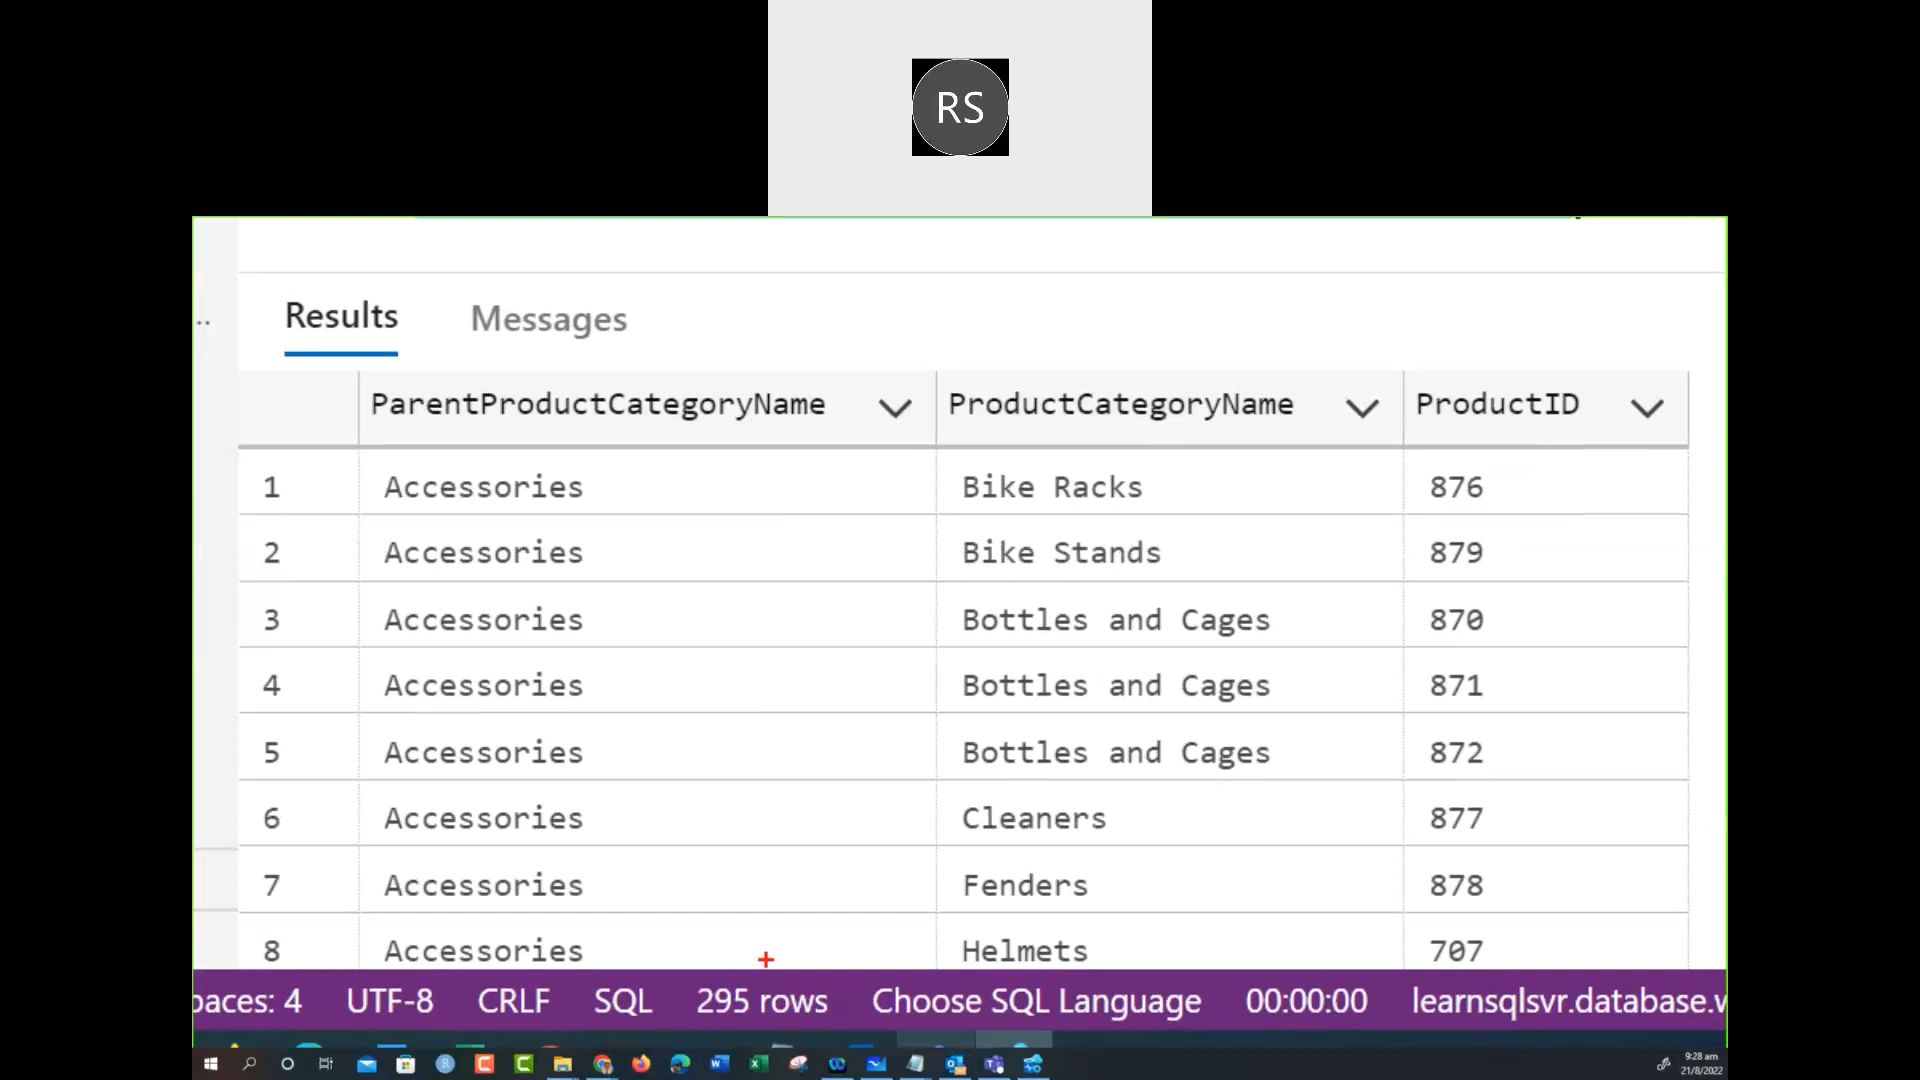 RS
..
Results Messages
ParentProductCategoryName ProductCategoryName ProductID
1 Accessories Bike Racks 876
2 Accessories Bike Stands 879
3 Accessories Bottles and Cages 870
4 Accessories Bottles and Cages 871
5 Accessories Bottles and Cages 872
6 Accessories Cleaners 877
7 Accessories Fenders 878
8 Accessories Helmets 707
paces: 4 UTF-8 CRLF SQL 295 rows Choose SQL Language 00:00:00 learnsqlsvr.database.w
9:28 am
21/8/2022